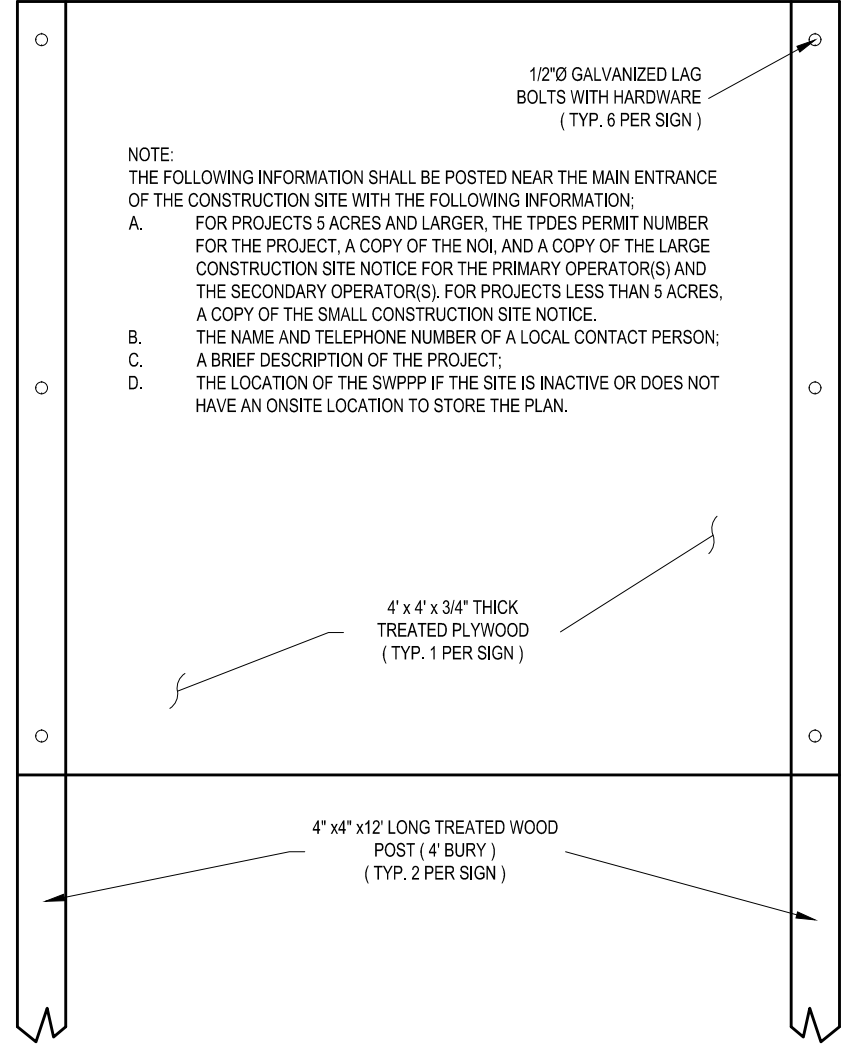 1/2"Ø GALVANIZED LAG
BOLTS WITH HARDWARE
( TYP. 6 PER SIGN )
NOTE:
THE FOLLOWING INFORMATION SHALL BE POSTED NEAR THE MAIN ENTRANCE
OF THE CONSTRUCTION SITE WITH THE FOLLOWING INFORMATION;
A. FOR PROJECTS 5 ACRES AND LARGER, THE TPDES PERMIT NUMBER
FOR THE PROJECT, A COPY OF THE NOI, AND A COPY OF THE LARGE
CONSTRUCTION SITE NOTICE FOR THE PRIMARY OPERATOR(S) AND
THE SECONDARY OPERATOR(S). FOR PROJECTS LESS THAN 5 ACRES,
A COPY OF THE SMALL CONSTRUCTION SITE NOTICE.
B. THE NAME AND TELEPHONE NUMBER OF A LOCAL CONTACT PERSON;
C. A BRIEF DESCRIPTION OF THE PROJECT;
D. THE LOCATION OF THE SWPPP IF THE SITE IS INACTIVE OR DOES NOT
HAVE AN ONSITE LOCATION TO STORE THE PLAN.
4' x 4' x 3/4" THICK
TREATED PLYWOOD
( TYP. 1 PER SIGN )
4" x4" x12' LONG TREATED WOOD
POST ( 4' BURY )
( TYP. 2 PER SIGN )